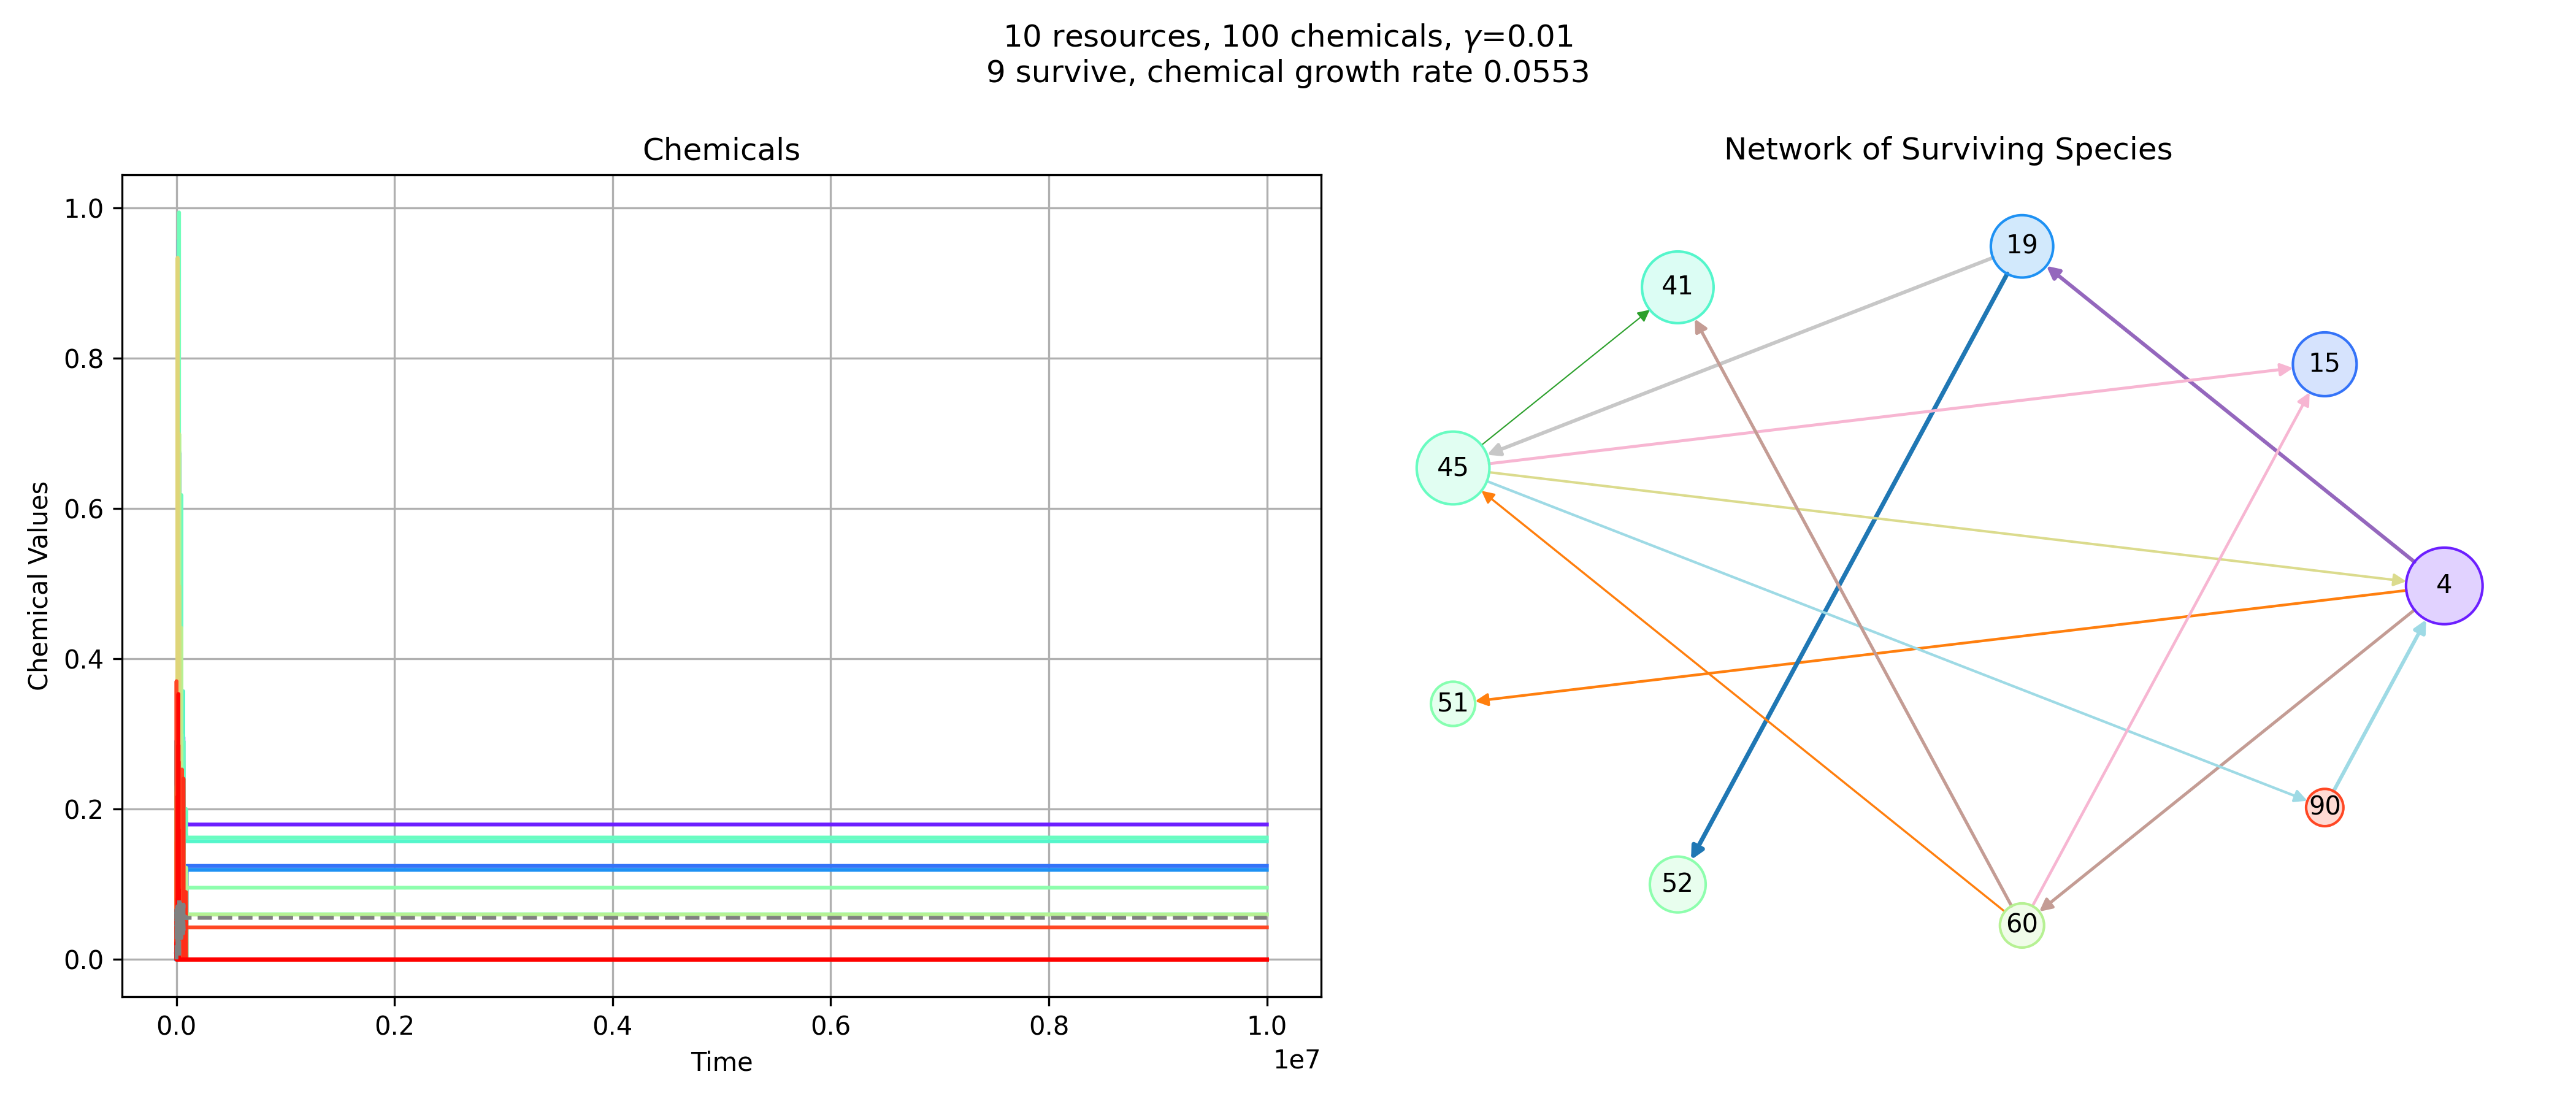 10 resources, 100 chemicals, γ=0.01
9 survive, chemical growth rate 0.0553
Chemicals
Chemical Values
1.0
0.8
0.6
0.4
0.2
0.0
0.0 0.2 0.4 0.6 0.8 1.0
1e7
Time
Network of Surviving Species
19
41
15
45
4
51
90
52
60